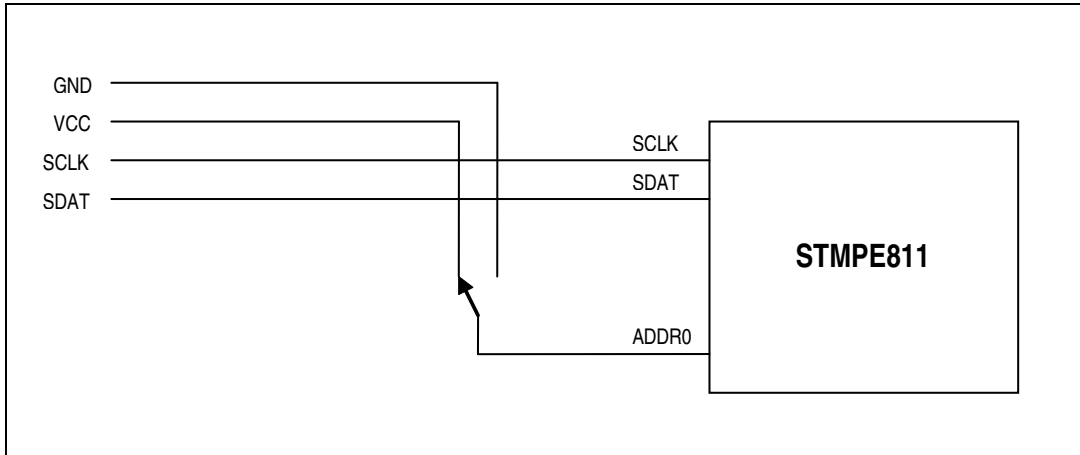 GND
VCC
SCLK
SDAT
SCLK
SDAT
STMPE811
ADDR0